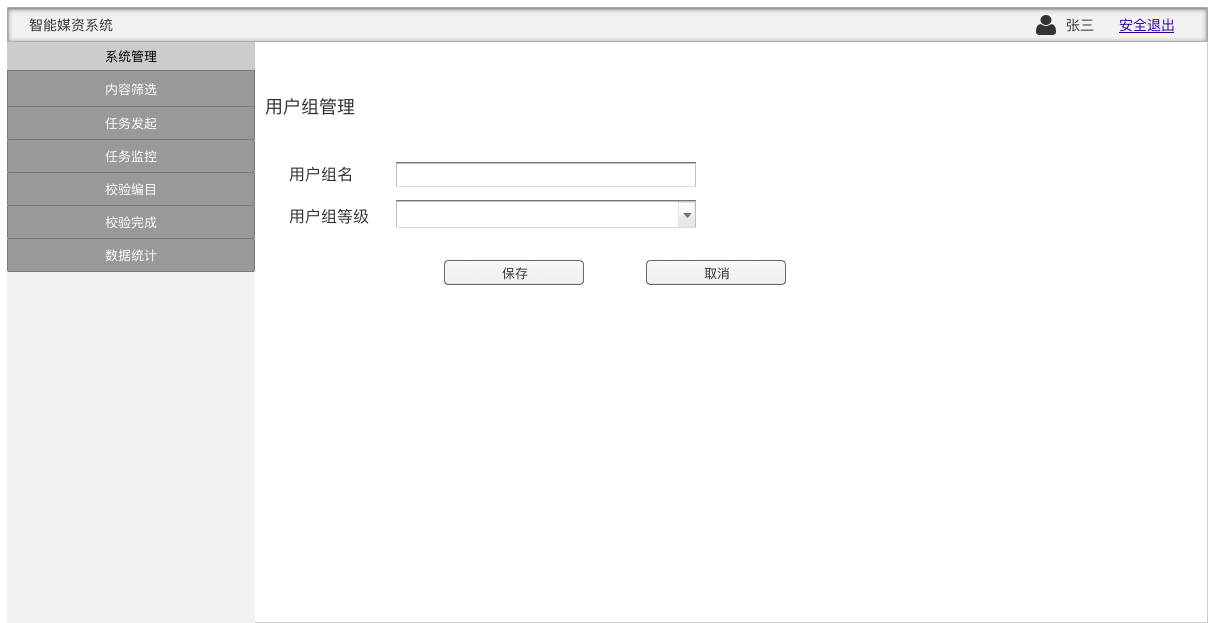 智能媒资系统
张三 安全退出
系统管理
内容筛选
任务发起
任务监控
校验编目
校验完成
数据统计
用户组管理
用户组名
用户组等级
保存 取消